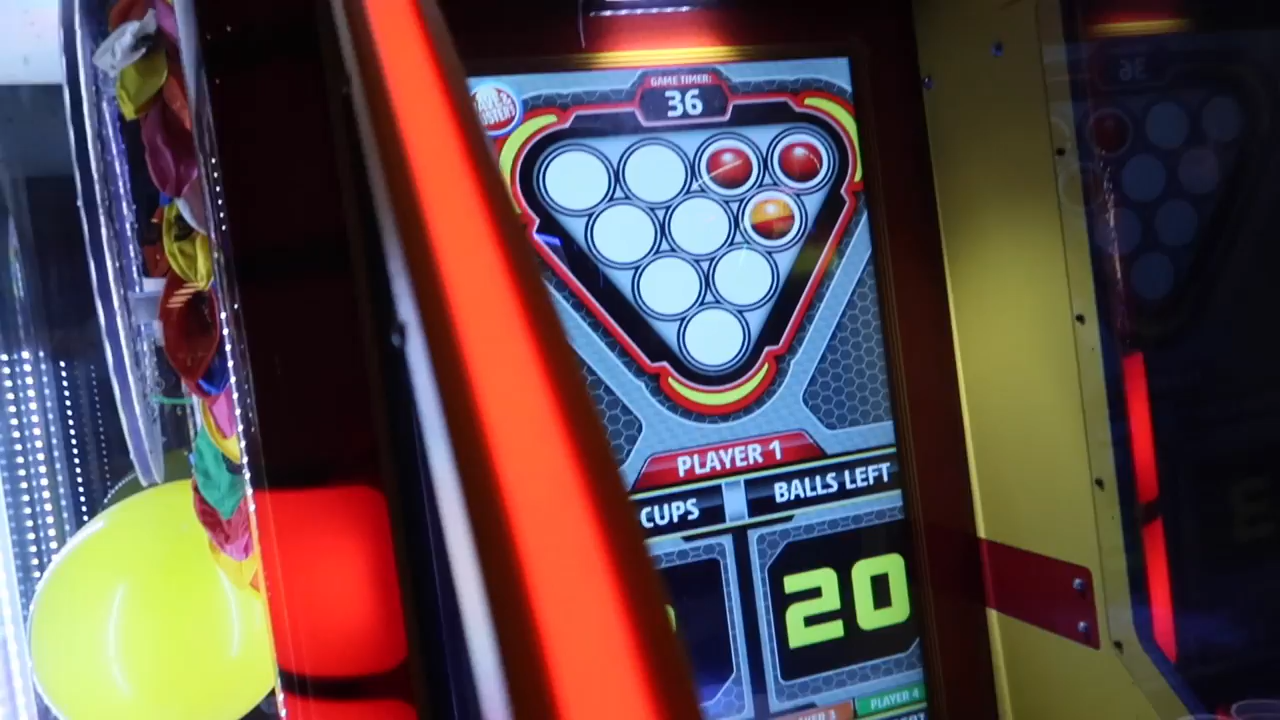 GAME TIMER:
36
PLAYER 1
CUPS
BALLS LEFT
20
PLAYER 4